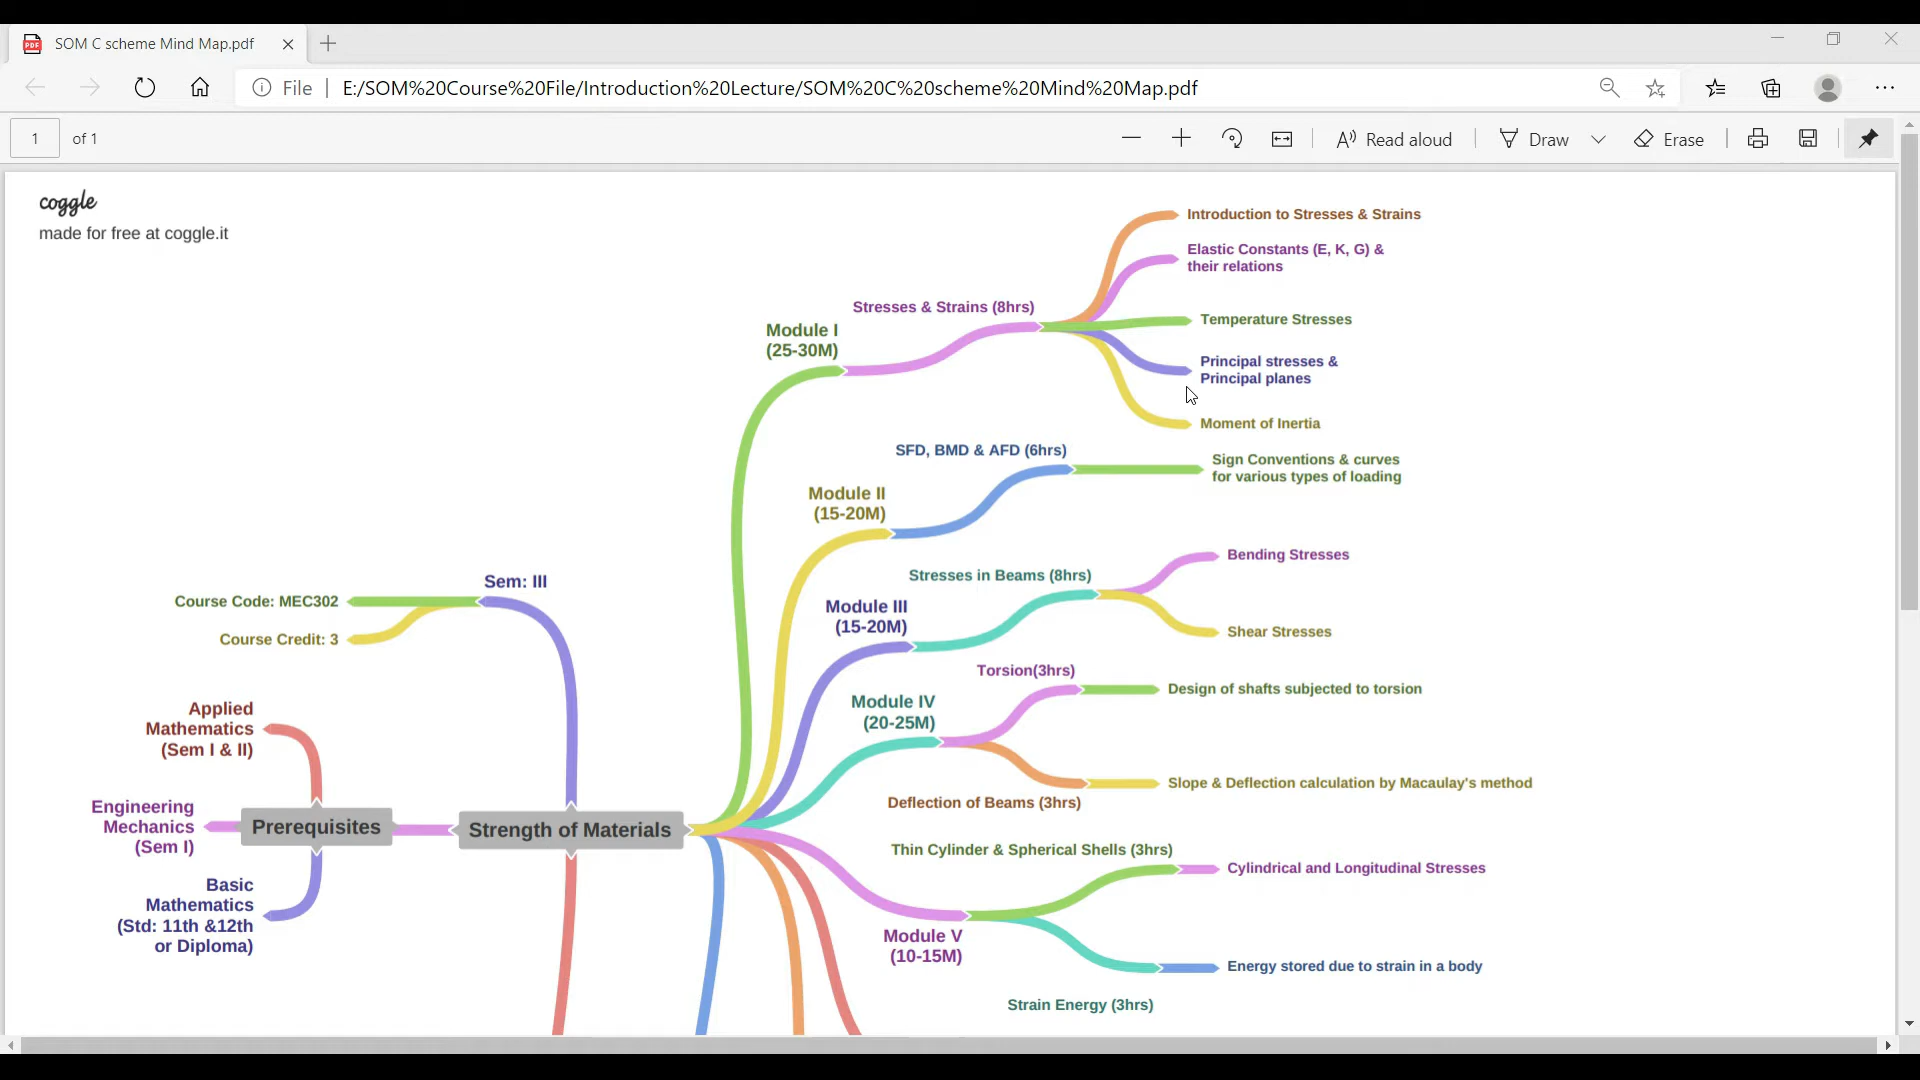 SOM C scheme Mind Map.pdf
File
E:/SOM%20Course%20File/Introduction%20Lecture/SOM%20C%20scheme%20Mind%20Map.pdf
1
of 1
Read aloud
Draw
Erase
coggle
made for free at coggle.it
Introduction to Stresses & Strains
Elastic Constants (E, K, G) &
their relations
Stresses & Strains (8hrs)
Temperature Stresses
Module I
(25-30M)
Principal stresses &
Principal planes
Moment of Inertia
SFD, BMD & AFD (6hrs)
Sign Conventions & curves
for various types of loading
Module II
(15-20M)
Bending Stresses
Stresses in Beams (8hrs)
Sem: III
Course Code: MEC302
Course Credit: 3
Module III
(15-20M)
Shear Stresses
Torsion(3hrs)
Design of shafts subjected to torsion
Module IV
(20-25M)
Applied
Mathematics
(Sem I & II)
Slope & Deflection calculation by Macaulay's method
Deflection of Beams (3hrs)
Engineering
Mechanics
(Sem I)
Prerequisites
Strength of Materials
Thin Cylinder & Spherical Shells (3hrs)
Cylindrical and Longitudinal Stresses
Basic
Mathematics
(Std: 11th &12th
or Diploma)
Module V
(10-15M)
Energy stored due to strain in a body
Strain Energy (3hrs)